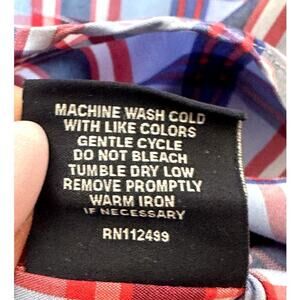 MACHINE WASH COLD
WITH LIKE COLORS
GENTLE CYCLE
DO NOT BLEACH
TUMBLE DRY LOW
REMOVE PROMPTLY
WARM IRON
IF NECESSARY
RN112499